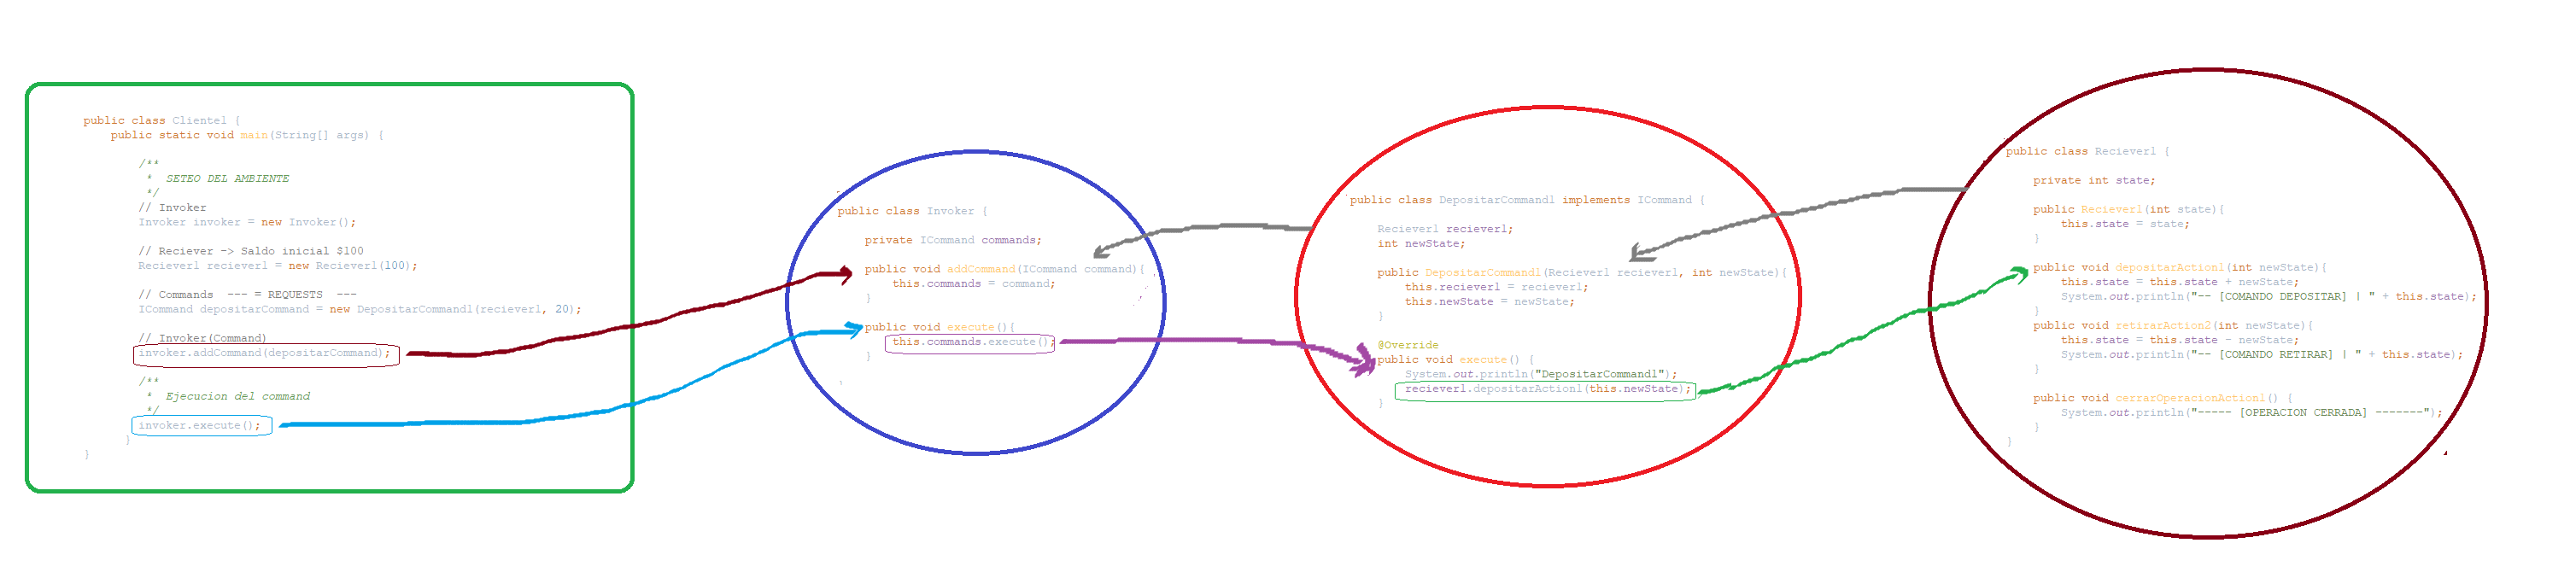 public class Cliente1 {
public static void main(String[] args) {
/**
* SETEO DEL AMBIENTE
*/
// Invoker
Invoker invoker = new Invoker();
// Reciever -> Saldo inicial $100
Reciever1 reciever1 = new Reciever1(100);
// Commands --- = REQUESTS ---
ICommand depositarCommand = new DepositarCommand1(reciever1, 20);
// Invoker(Command)
invoker.addCommand(depositarCommand);
/**
* Ejecucion del command
*/
invoker.execute();
}
}
public class Invoker {
private ICommand commands;
public void addCommand(ICommand command){
this.commands = command;
}
public void execute(){
this.commands.execute();
}
public class DepositarCommand1 implements ICommand {
Reciever1 reciever1;
int newState;
public DepositarCommand1(Reciever1 reciever1, int newState){
this.reciever1 = reciever1;
this.newState = newState;
}
@Override
public void execute() {
System.out.println("DepositarCommand1");
reciever1.depositarAction1(this.newState);
}
public class Reciever1 {
private int state;
public Reciever1(int state){
this.state = state;
}
public void depositarAction1(int newState){
this.state = this.state + newState;
System.out.println("-- [COMANDO DEPOSITAR] | " + this.state);
}
public void retirarAction2(int newState){
this.state = this.state - newState;
System.out.println("-- [COMANDO RETIRAR] | " + this.state);
}
public void cerrarOperacionAction1() {
System.out.println("----- [OPERACION CERRADA] -------");
}
}